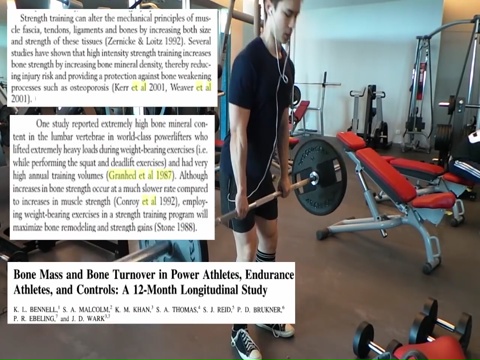 Strength training can alter the mechanical principles of mus-
cle fascia, tendons, ligaments and bones by increasing both size
and strength of these tissues (Zernicke & Loitz 1992). Several
studies have shown that high intensity strength training increases
bone strength by increasing bone mineral density, thereby reduc-
ing injury risk and providing a protection against bone weakening
processes such as osteoporosis (Kerr et al 2001, Weaver et al
2001).
One study reported extremely high bone mineral con-
tent in the lumbar vertebrae in world-class powerlifters who
lifted extremely heavy loads during weight-bearing exercises (i.e.
while performing the squat and deadlift exercises) and had very
high annual training volumes (Granhed et al 1987). Although
increases in bone strength occur at a much slower rate compared
to increases in muscle strength (Conroy et al 1992), employ-
ing weight-bearing exercises in a strength training program will
maximize bone remodeling and strength gains (Stone 1988).
Bone Mass and Bone Turnover in Power Athletes, Endurance
Athletes, and Controls: A 12-Month Longitudinal Study
K. L. BENNELL, S. A. MALCOLM, K. M. KHAN, S. A. THOMAS, S. J. REID, P. D. BRUKNER,
P. R. EBELING, and J. D. WARK